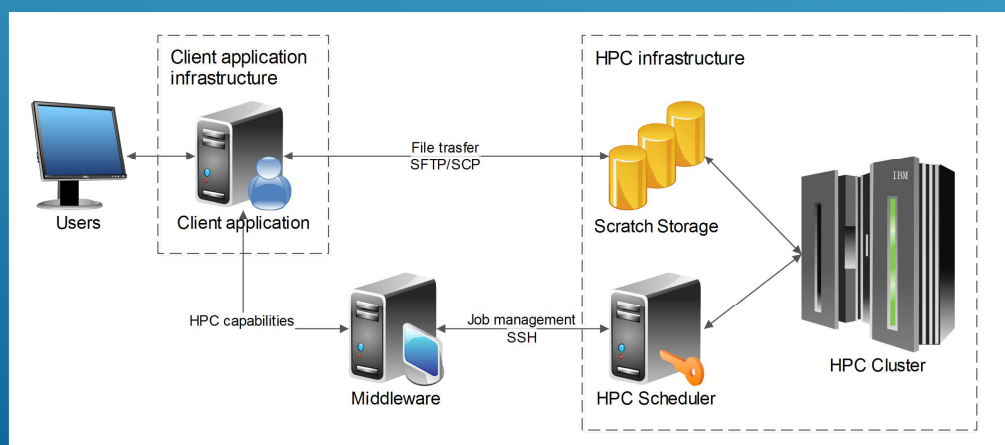 Client application
infrastructure
HPC infrastructure
Users
Client application
File trasfer
SFTP/SCP
Scratch Storage
IBM
HPC capabilities
Job management
SSH
Middleware
HPC Scheduler
HPC Cluster